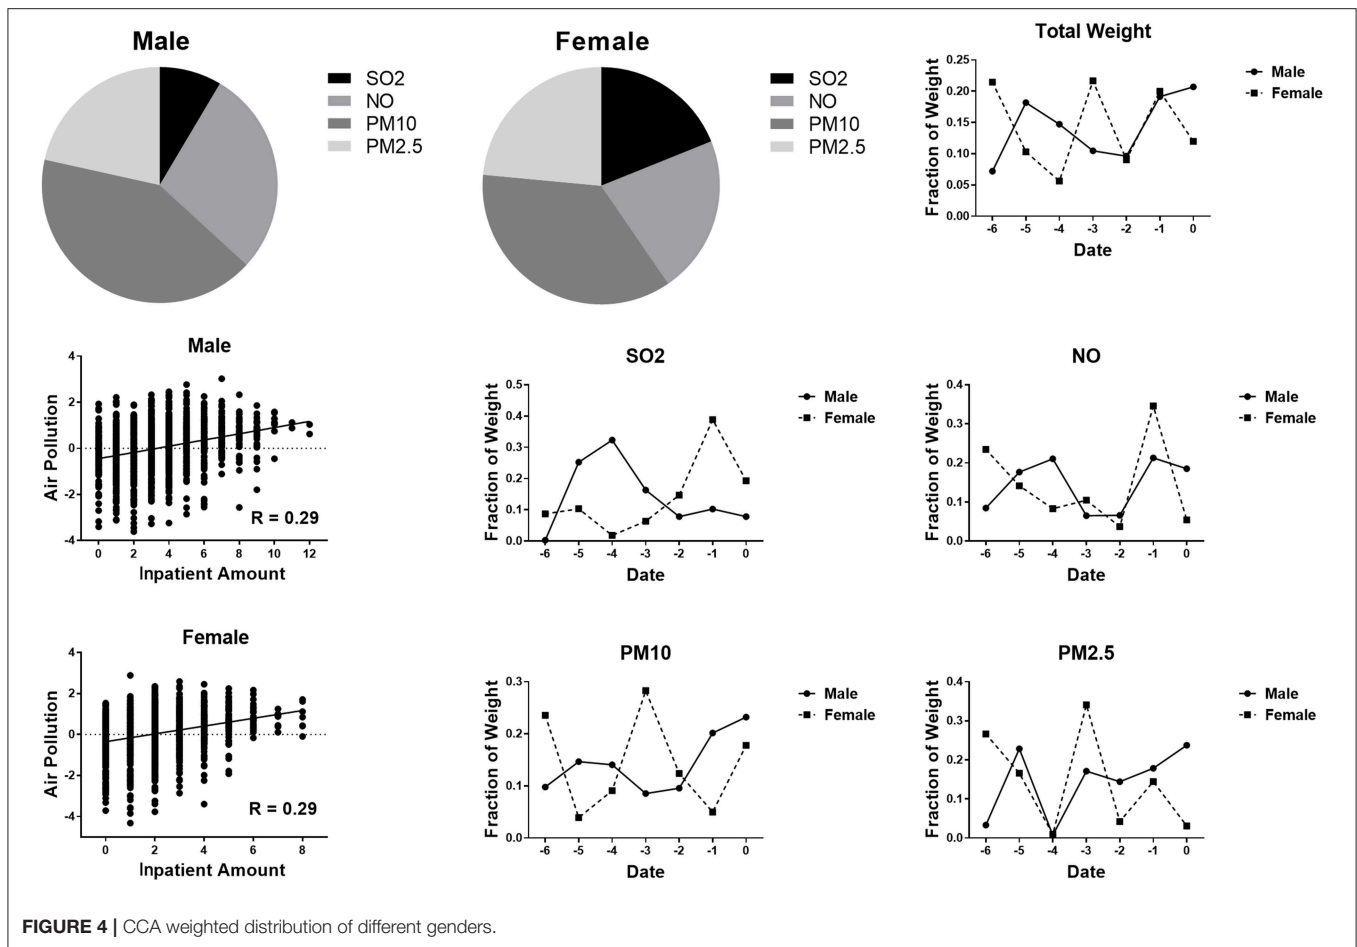 Male
SO2
NO
PM10
PM2.5
Female
SO2
NO
PM10
PM2.5
Total Weight
Fraction of Weight
0.25
0.20
0.15
0.10
0.05
0.00
-6 -5 -4 -3 -2 -1 0
Date
Male
Female
Male
Air Pollution
4
2
0
-2
-4
R = 0.29
0 2 4 6 8 10 12
Inpatient Amount
SO2
Fraction of Weight
0.5
0.4
0.3
0.2
0.1
0.0
-6 -5 -4 -3 -2 -1 0
Date
Male
Female
NO
Fraction of Weight
0.4
0.3
0.2
0.1
0.0
-6 -5 -4 -3 -2 -1 0
Date
Male
Female
Female
Air Pollution
4
2
0
-2
-4
R = 0.29
0 2 4 6 8
Inpatient Amount
PM10
Fraction of Weight
0.3
0.2
0.1
0.0
-6 -5 -4 -3 -2 -1 0
Date
Male
Female
PM2.5
Fraction of Weight
0.4
0.3
0.2
0.1
0.0
-6 -5 -4 -3 -2 -1 0
Date
Male
Female
FIGURE 4 | CCA weighted distribution of different genders.